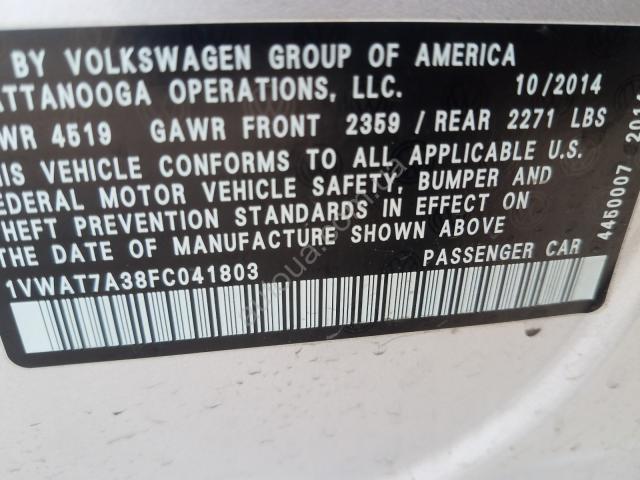 BY VOLKSWAGEN GROUP OF AMERICA
ATTANOOGA OPERATIONS, LLC. 10/2014
WR 4519 GAWR FRONT 2359 / REAR 2271 LBS
IS VEHICLE CONFORMS TO ALL APPLICABLE U.S.
EDERAL MOTOR VEHICLE SAFETY, BUMPER AND
HEFT PREVENTION STANDARDS IN EFFECT ON
THE DATE OF MANUFACTURE SHOWN ABOVE
1VWAT7A38FC041803 PASSENGER CAR
4450007 2014